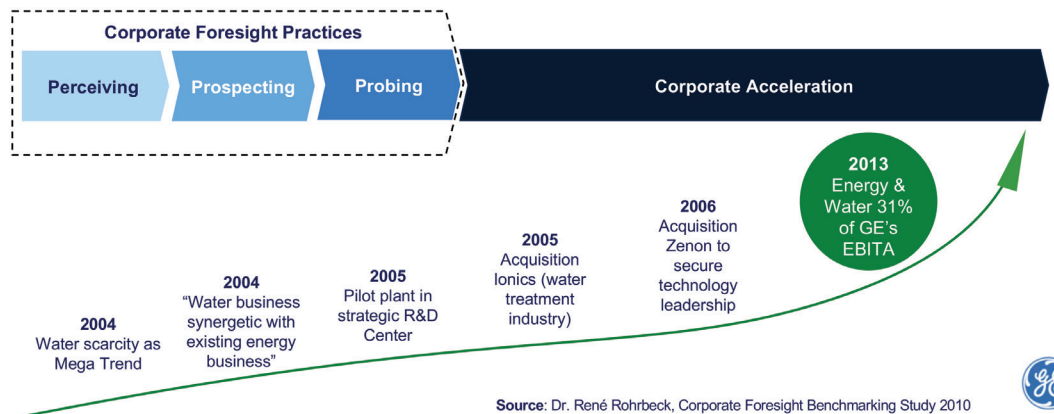 Corporate Foresight Practices
Perceiving
Prospecting
Probing
Corporate Acceleration
2004
Water scarcity as
Mega Trend
2004
“Water business
synergetic with
existing energy
business”
2005
Pilot plant in
strategic R&D
Center
2005
Acquisition
Ionics (water
treatment
industry)
2006
Acquisition
Zenon to
secure
technology
leadership
2013
Energy &
Water 31%
of GE’s
EBITA
Source: Dr. René Rohrbeck, Corporate Foresight Benchmarking Study 2010